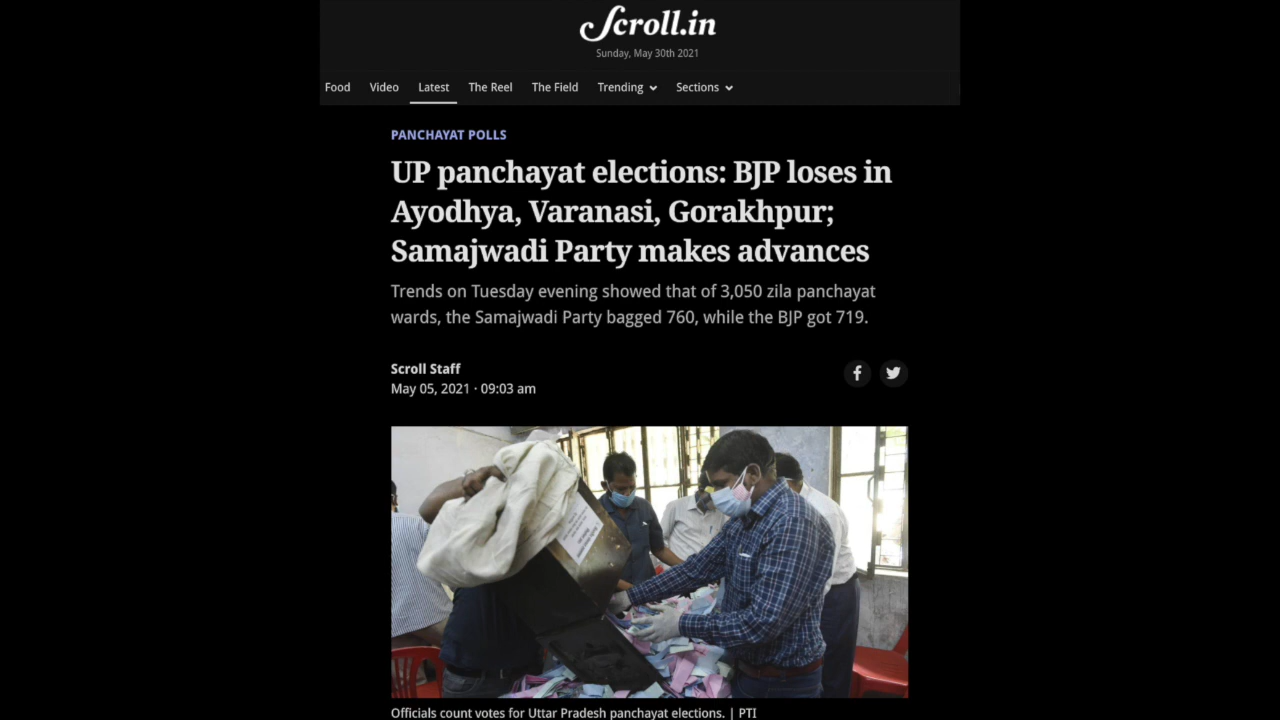 Scroll.in
Sunday, May 30th 2021
Food Video Latest The Reel The Field Trending Sections
PANCHAYAT POLLS
UP panchayat elections: BJP loses in
Ayodhya, Varanasi, Gorakhpur;
Samajwadi Party makes advances
Trends on Tuesday evening showed that of 3,050 zila panchayat
wards, the Samajwadi Party bagged 760, while the BJP got 719.
Scroll Staff
May 05, 2021 · 09:03 am
Officials count votes for Uttar Pradesh panchayat elections. | PTI